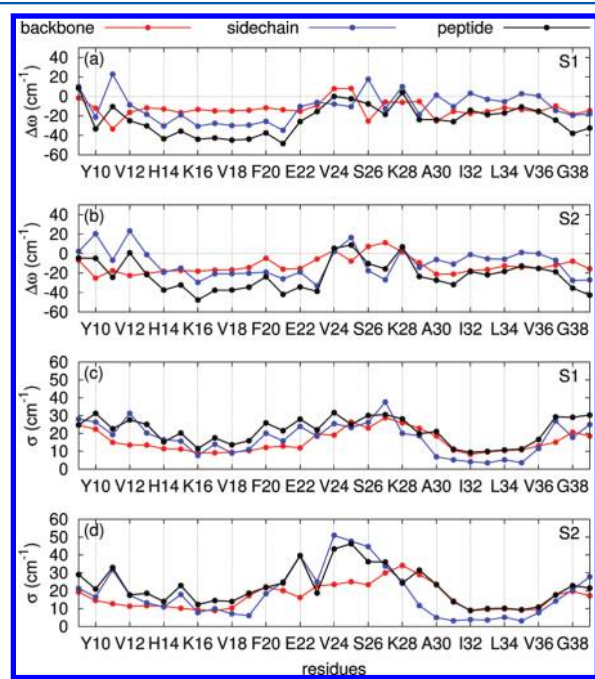 backbone sidechain peptide
(a) S1
40
20
0
-20
-40
-60
Δω (cm⁻¹)
Y10 V12 H14 K16 V18 F20 E22 V24 S26 K28 A30 I32 L34 V36 G38
(b) S2
40
20
0
-20
-40
-60
Δω (cm⁻¹)
Y10 V12 H14 K16 V18 F20 E22 V24 S26 K28 A30 I32 L34 V36 G38
(c) S1
60
50
40
30
20
10
0
σ (cm⁻¹)
Y10 V12 H14 K16 V18 F20 E22 V24 S26 K28 A30 I32 L34 V36 G38
(d) S2
60
50
40
30
20
10
0
σ (cm⁻¹)
Y10 V12 H14 K16 V18 F20 E22 V24 S26 K28 A30 I32 L34 V36 G38
residues